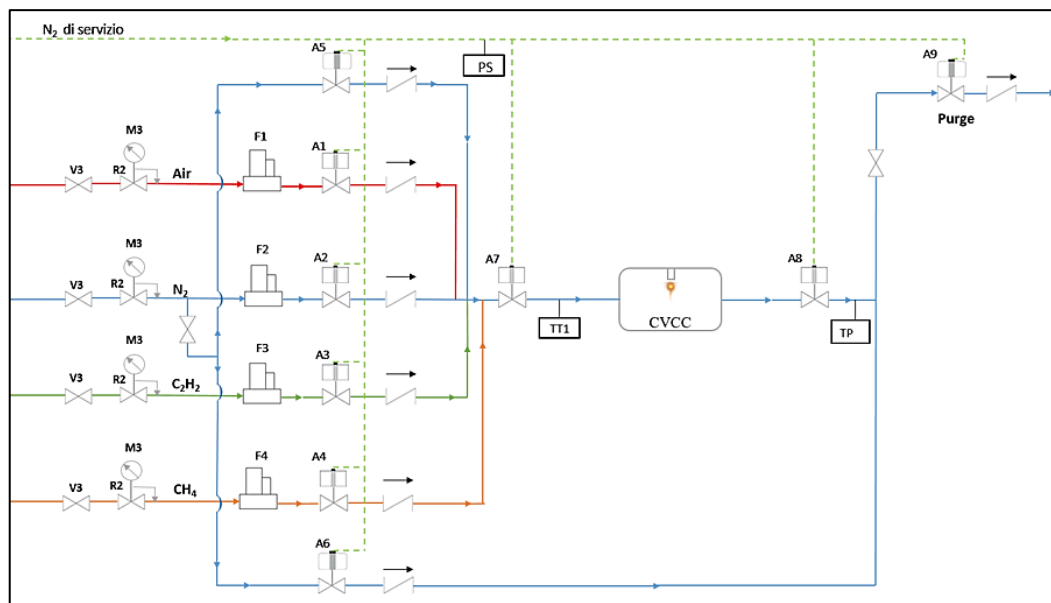 N₂ di servizio
A5
PS
A9
Purge
M3
V3
R2
Air
F1
A1
M3
V3
R2
N₂
F2
A2
A7
TT1
CVCC
A8
TP
M3
V3
R2
C₂H₂
F3
A3
M3
V3
R2
CH₄
F4
A4
A6